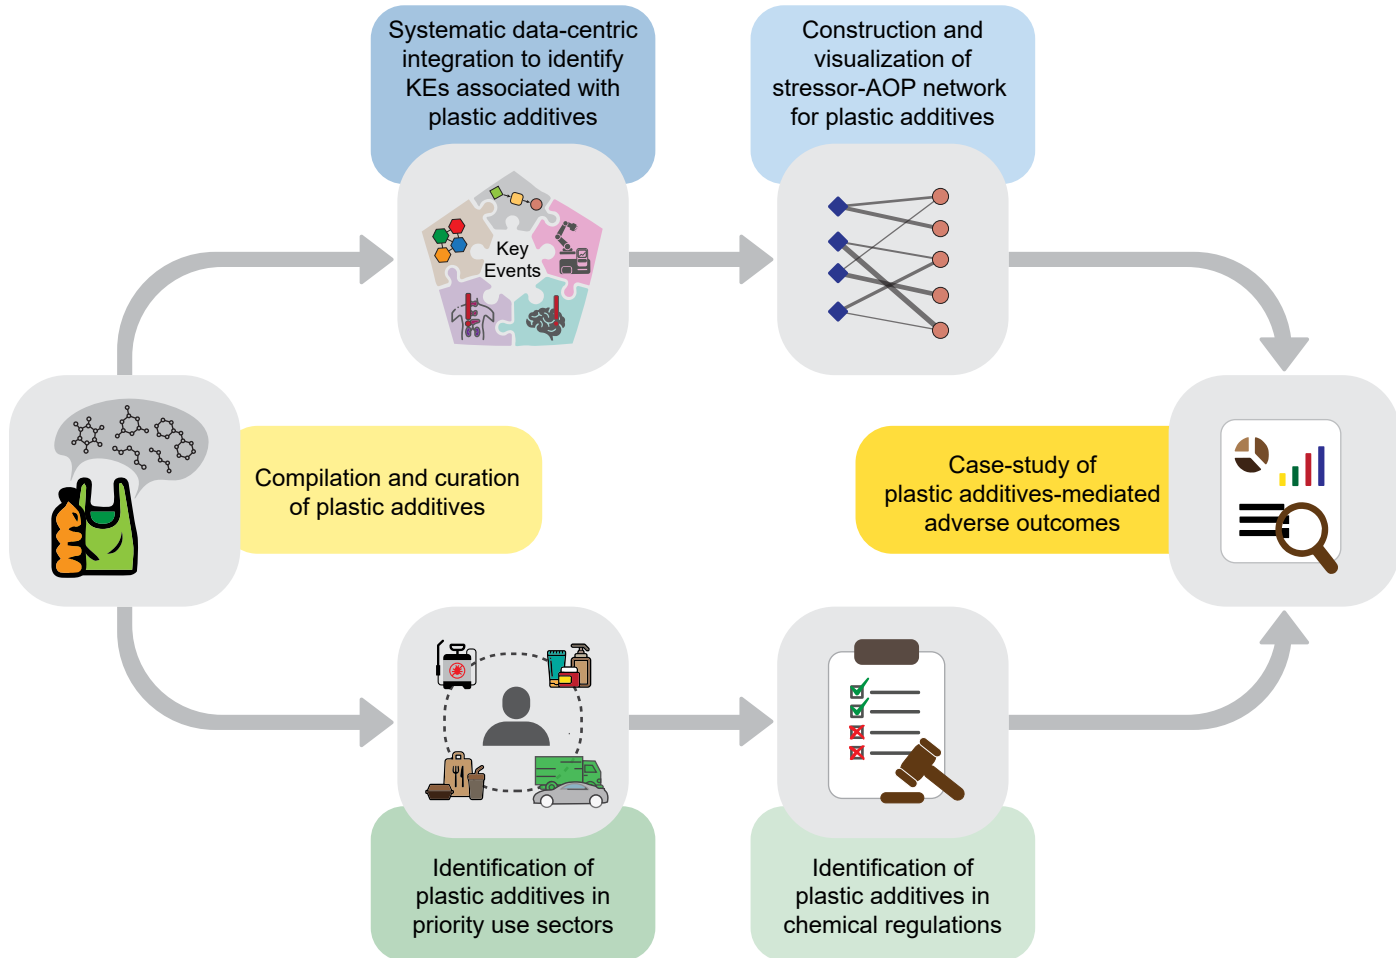 Systematic data-centric
integration to identify
KEs associated with
plastic additives
Construction and
visualization of
stressor-AOP network
for plastic additives
Key
Events
Compilation and curation
of plastic additives
Case-study of
plastic additives-mediated
adverse outcomes
Identification of
plastic additives in
priority use sectors
Identification of
plastic additives in
chemical regulations